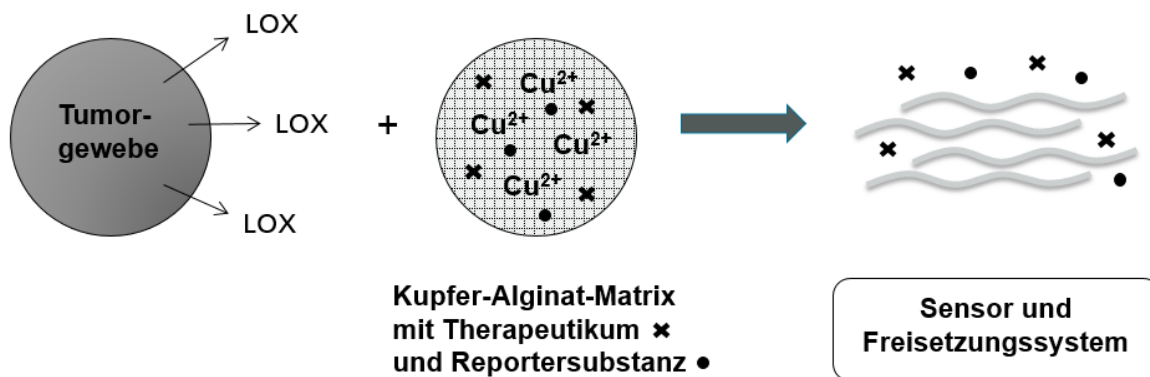 LOX
Tumor-
gewebe
LOX
LOX
+
Cu²⁺
Cu²⁺
Cu²⁺
Cu²⁺
Kupfer-Alginat-Matrix
mit Therapeutikum ✖
und Reportersubstanz ●
Sensor und
Freisetzungssystem